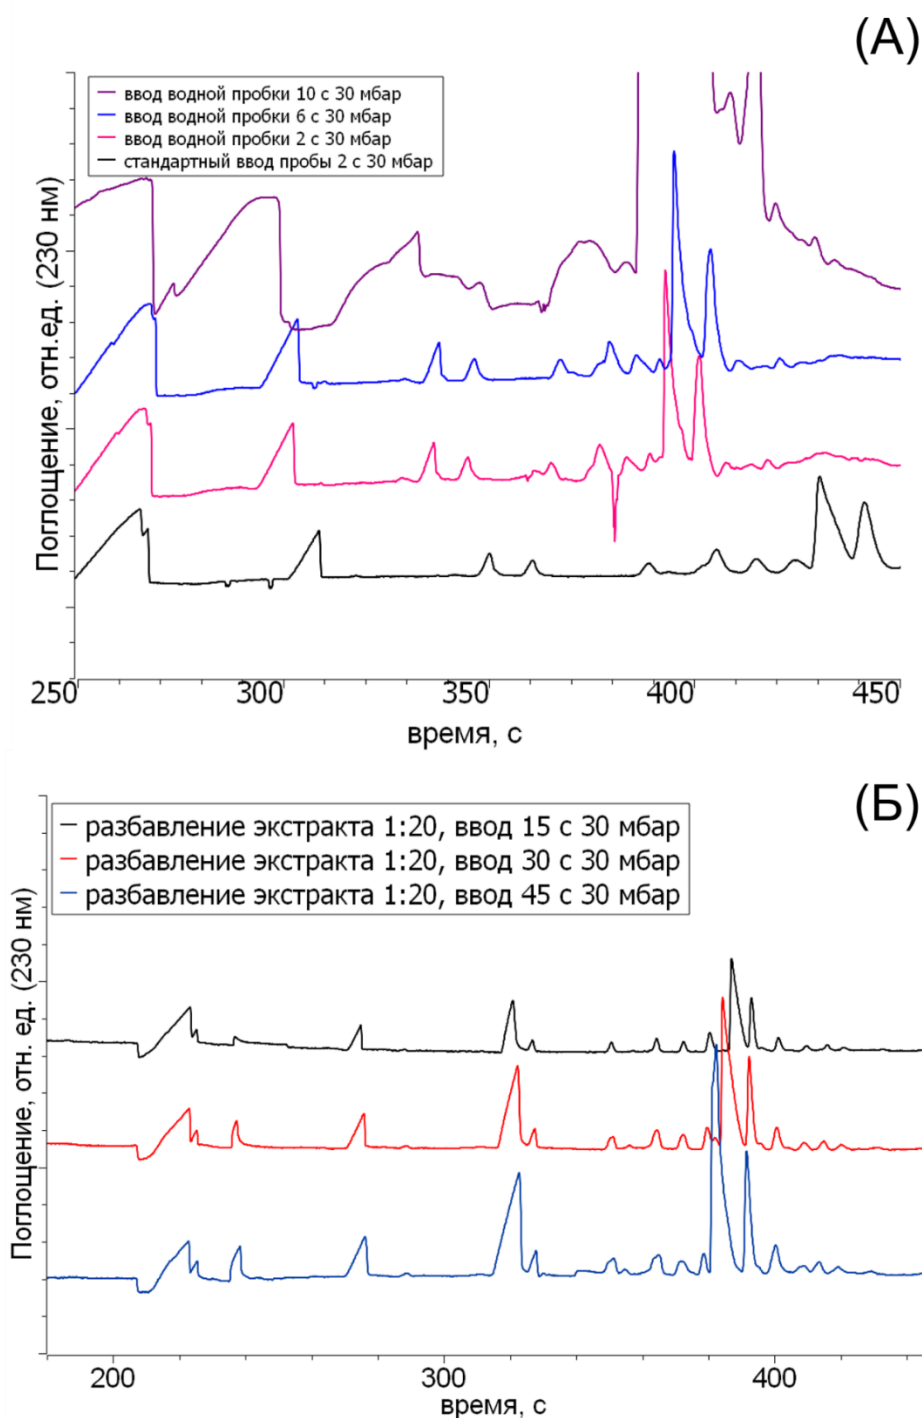 (А)
ввод водной пробки 10 с 30 мбар
ввод водной пробки 6 с 30 мбар
ввод водной пробки 2 с 30 мбар
стандартный ввод пробы 2 с 30 мбар
Поглощение, отн.ед. (230 нм)
250 300 350 400 450
время, с
(Б)
разбавление экстракта 1:20, ввод 15 с 30 мбар
разбавление экстракта 1:20, ввод 30 с 30 мбар
разбавление экстракта 1:20, ввод 45 с 30 мбар
Поглощение, отн. ед. (230 нм)
200 300 400
время, с